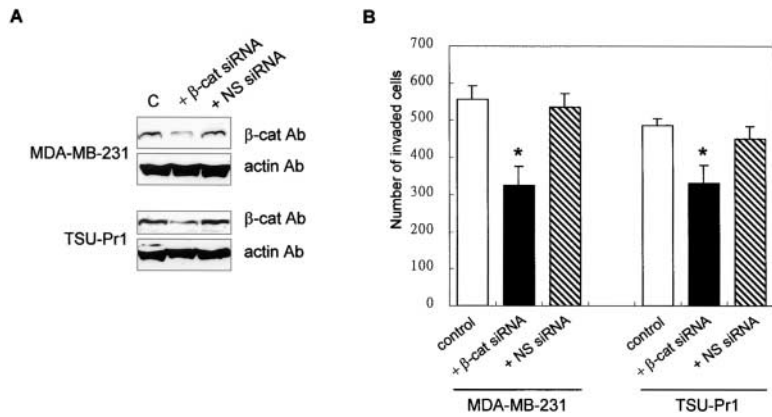 A
C
+ β-cat siRNA
+ NS siRNA
MDA-MB-231
β-cat Ab
actin Ab
TSU-Pr1
β-cat Ab
actin Ab
B
Number of invaded cells
700
600
500
400
300
200
100
0
*
*
control
+ β-cat siRNA
+ NS siRNA
control
+ β-cat siRNA
+ NS siRNA
MDA-MB-231
TSU-Pr1